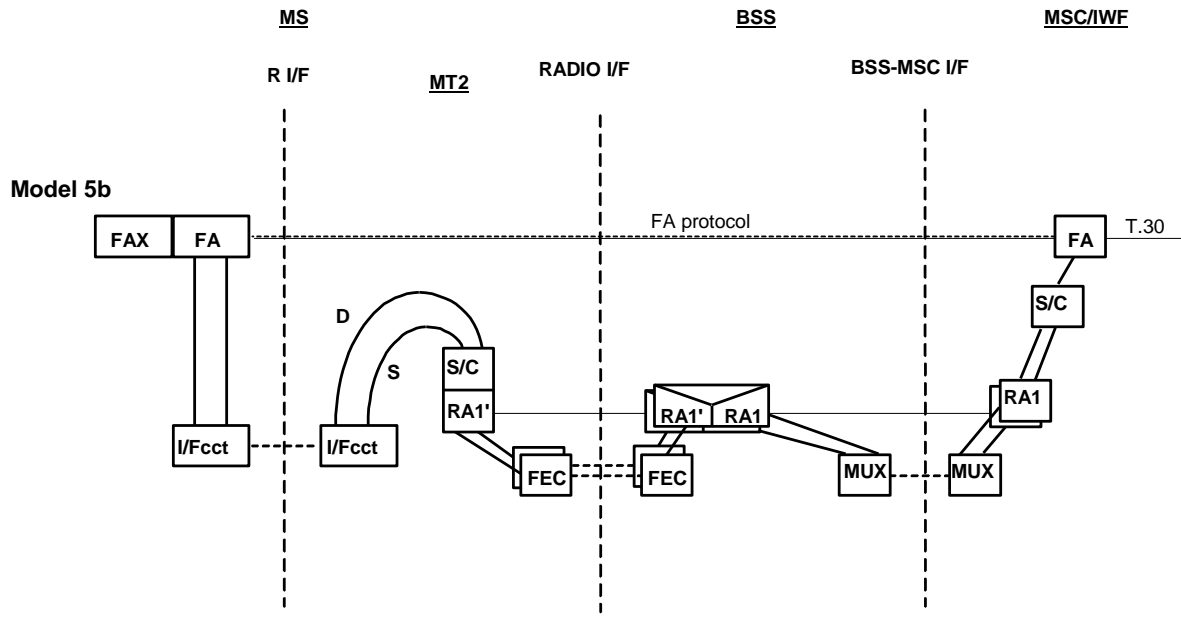 MS
BSS
MSC/IWF
R I/F
MT2
RADIO I/F
BSS-MSC I/F
Model 5b
FAX
FA
FA protocol
FA
T.30
D
S
S/C
S/C
RA1'
RA1'
RA1
RA1
I/Fcct
I/Fcct
FEC
FEC
MUX
MUX